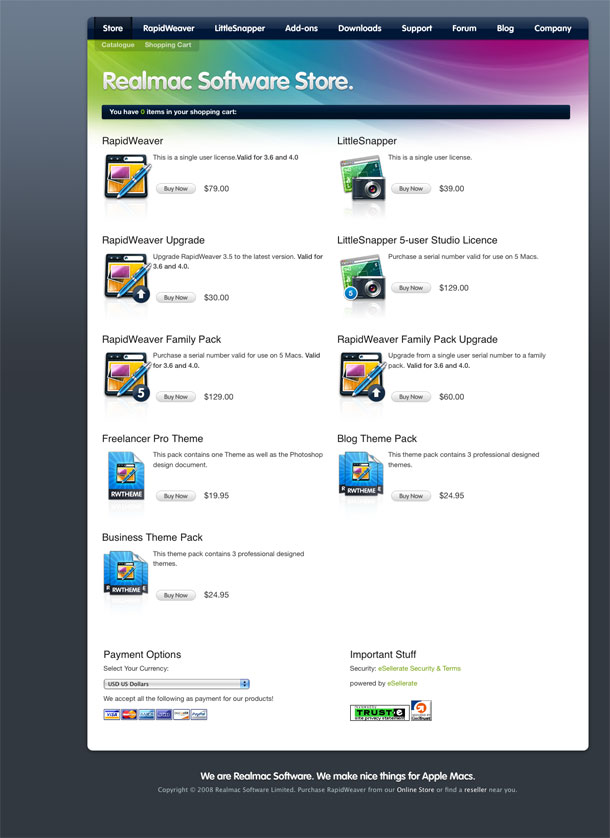 Store RapidWeaver LittleSnapper Add-ons Downloads Support Forum Blog Company
Catalogue Shopping Cart
Realmac Software Store.
You have 0 items in your shopping cart:
RapidWeaver
This is a single user license.Valid for 3.6 and 4.0
Buy Now $79.00
LittleSnapper
This is a single user license.
Buy Now $39.00
RapidWeaver Upgrade
Upgrade RapidWeaver 3.5 to the latest version. Valid
for 3.6 and 4.0.
Buy Now $30.00
LittleSnapper 5-user Studio Licence
Purchase a serial number valid for use on 5 Macs.
5
Buy Now $129.00
RapidWeaver Family Pack
Purchase a serial number valid for use on 5 Macs. Valid
for 3.6 and 4.0.
5
Buy Now $129.00
RapidWeaver Family Pack Upgrade
Upgrade from a single user serial number to a family
pack. Valid for 3.6 and 4.0.
Buy Now $60.00
Freelancer Pro Theme
This pack contains one Theme as well as the Photoshop
design document.
RWTHEME
Buy Now $19.95
Blog Theme Pack
This theme pack contains 3 professional designed
themes.
R RWTHEME E
Buy Now $24.95
Business Theme Pack
This theme pack contains 3 professional designed
themes.
R RWTHEME E
Buy Now $24.95
Payment Options
Select Your Currency:
USD US Dollars
We accept all the following as payment for our products!
VISA PayPal
Important Stuff
Security: eSellerate Security & Terms
powered by eSellerate
TRUSTe
site privacy statement
GeoTrust
We are Realmac Software. We make nice things for Apple Macs.
Copyright © 2008 Realmac Software Limited. Purchase RapidWeaver from our Online Store or find a reseller near you.